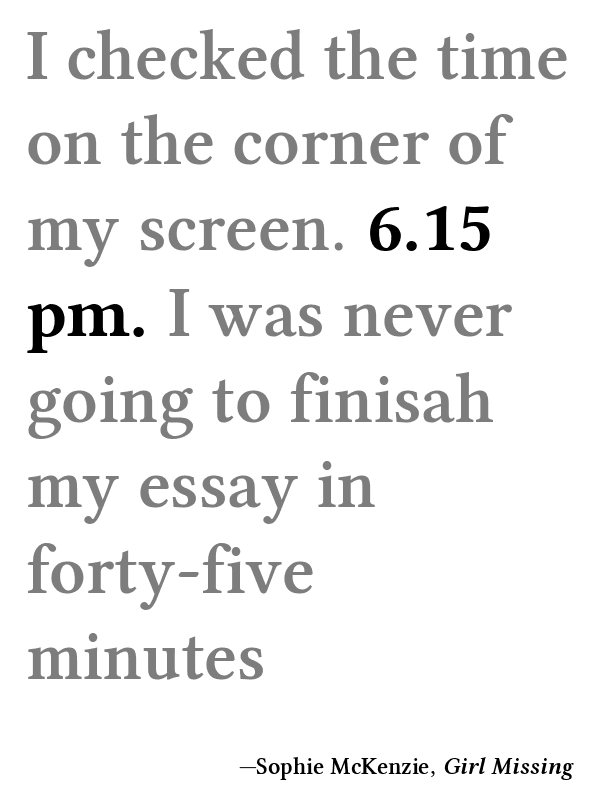 I checked the time
on the corner of
my screen. 6.15
pm. I was never
going to finisah
my essay in
forty-five
minutes
—Sophie McKenzie, Girl Missing